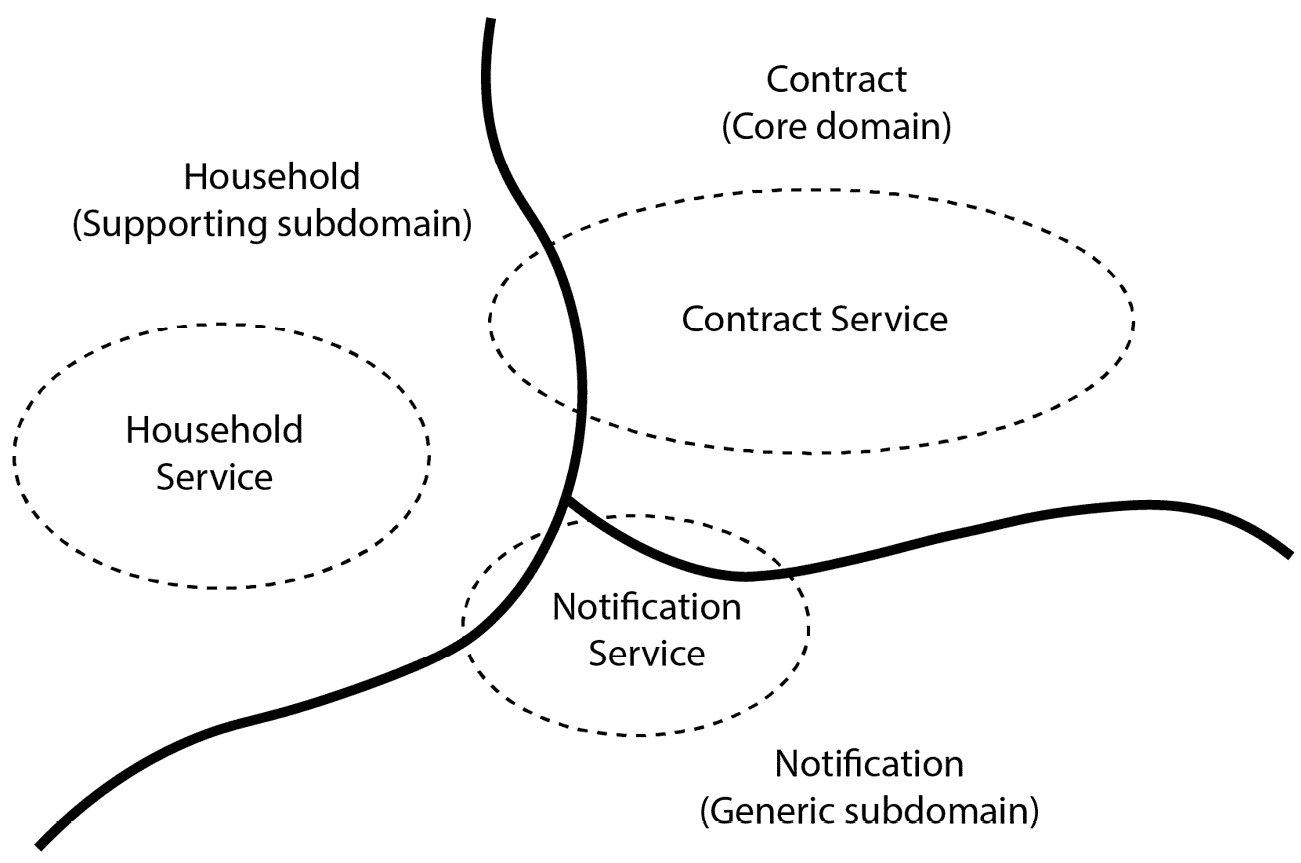 Contract
(Core domain)
Household
(Supporting subdomain)
Contract Service
Household
Service
Notification
Service
Notification
(Generic subdomain)